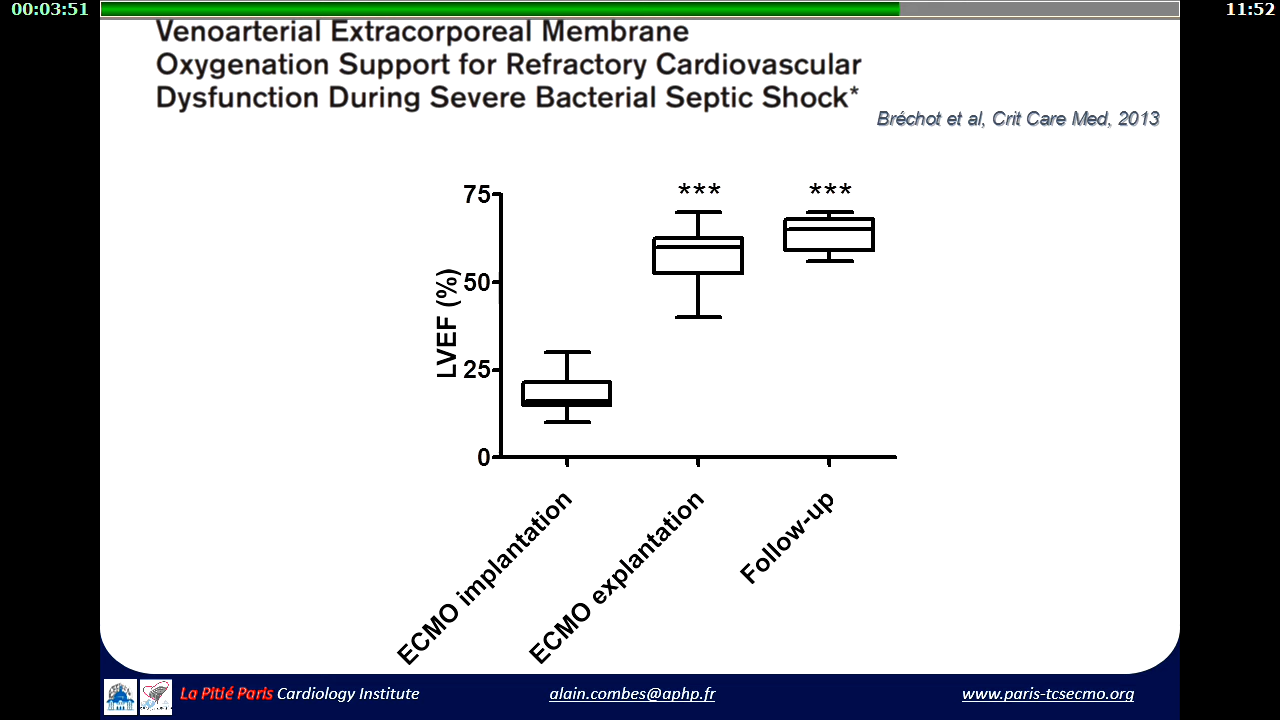 00:03:51
11:52
Venoarterial Extracorporeal Membrane
Oxygenation Support for Refractory Cardiovascular
Dysfunction During Severe Bacterial Septic Shock*
Bréchot et al, Crit Care Med, 2013
75
50
25
0
LVEF (%)
***
***
ECMO implantation
ECMO explantation
Follow-up
La Pitié Paris Cardiology Institute
alain.combes@aphp.fr
www.paris-tcsecmo.org